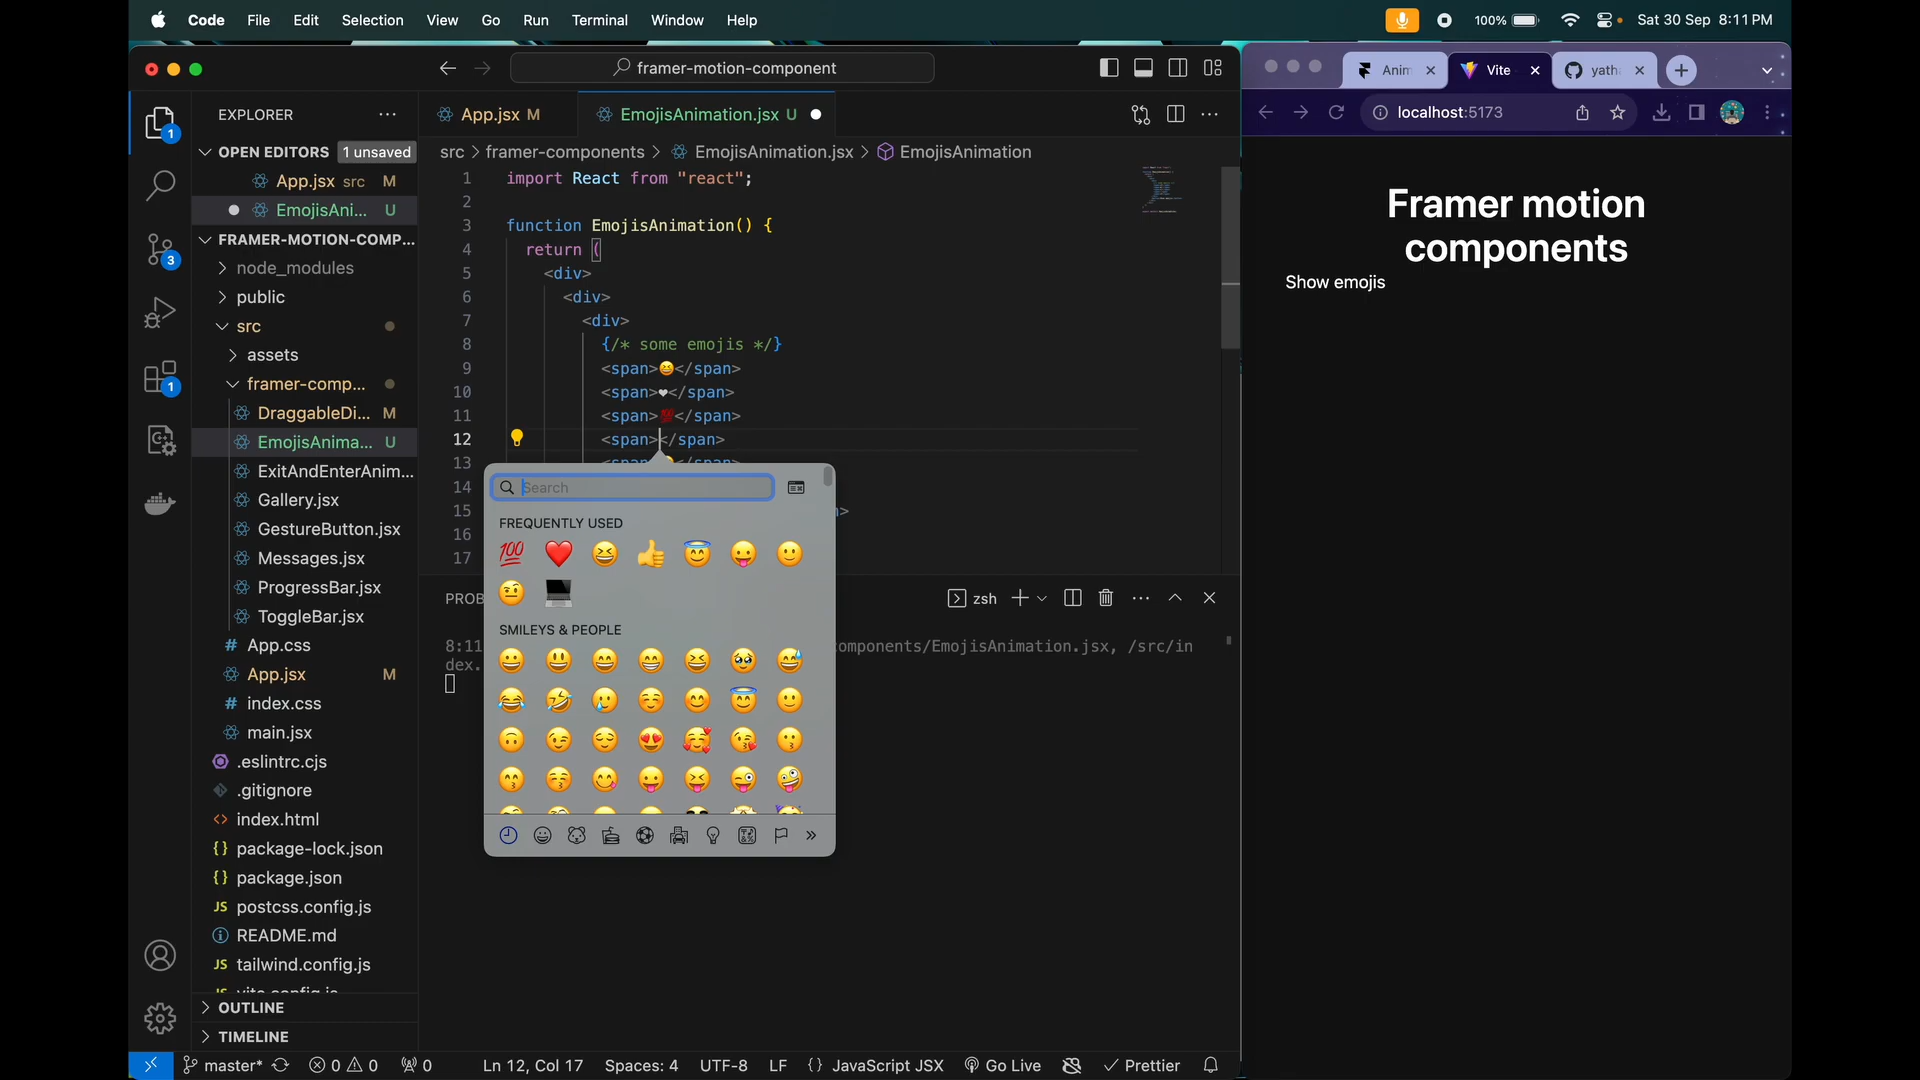 Code File Edit Selection View Go Run Terminal Window Help
100% Sat 30 Sep 8:11 PM
framer-motion-component
EXPLORER
OPEN EDITORS 1 unsaved
App.jsx src M
EmojisAni... U
FRAMER-MOTION-COMP...
node_modules
public
src
assets
framer-comp...
DraggableDi... M
EmojisAnima... U
ExitAndEnterAnim...
Gallery.jsx
GestureButton.jsx
Messages.jsx
ProgressBar.jsx
ToggleBar.jsx
# App.css
App.jsx M
# index.css
main.jsx
.eslintrc.cjs
.gitignore
<> index.html
{} package-lock.json
{} package.json
JS postcss.config.js
README.md
JS tailwind.config.js
OUTLINE
TIMELINE
1
3
1
App.jsx M
EmojisAnimation.jsx U
src > framer-components > EmojisAnimation.jsx > EmojisAnimation
1 import React from "react";
2
3 function EmojisAnimation() {
4 return (
5 <div>
6 <div>
7 <div>
8 {/* some emojis */}
9 <span>😆</span>
10 <span>❤</span>
11 <span>💯</span>
12 <span></span>
13
14
15
16
17
Search
FREQUENTLY USED
SMILEYS & PEOPLE
PROB
zsh
8:11
omponents/EmojisAnimation.jsx, /src/in
dex.
master* 0 0 0 Ln 12, Col 17 Spaces: 4 UTF-8 LF {} JavaScript JSX Go Live Prettier
Anim
Vite
yath
localhost:5173
Framer motion
components
Show emojis